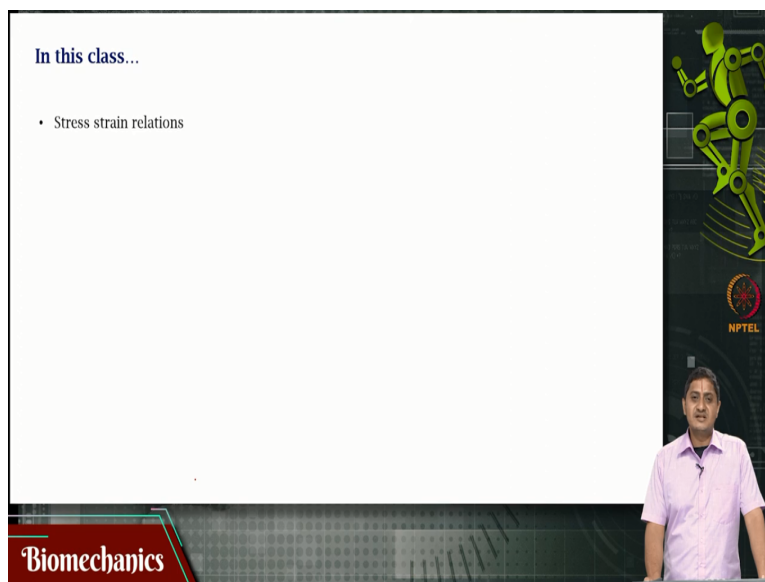 In this class...
• Stress strain relations
NPTEL
Biomechanics